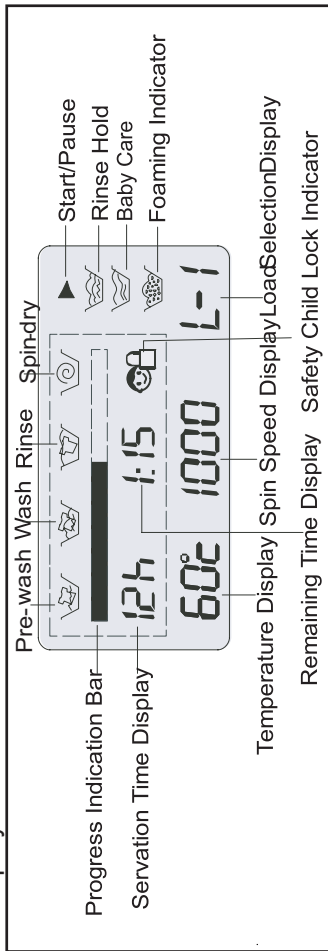 Pre-wash Wash Rinse Spin-dry
Start/Pause
Rinse Hold
Baby Care
Foaming Indicator
Progress Indication Bar
Servation Time Display
12h 1:15
60°c 1000 L-1
Temperature Display Spin Speed Display LoadSelectionDisplay
Remaining Time Display Safety Child Lock Indicator